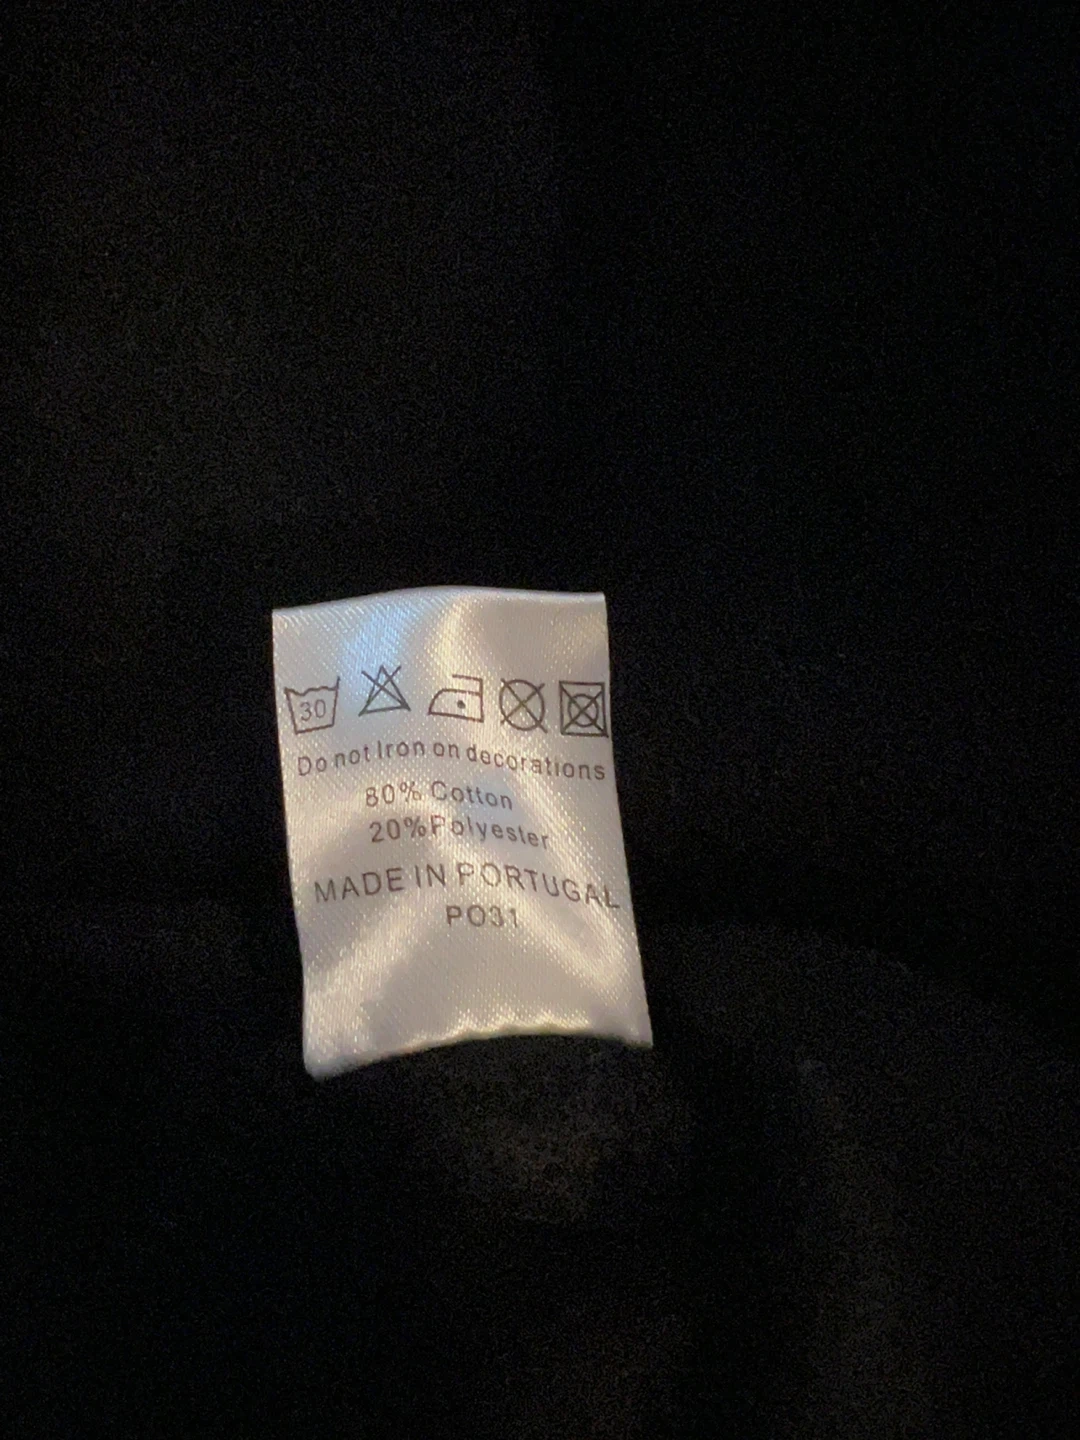 30
Do not Iron on decorations
80% Cotton
20% Polyester
MADE IN PORTUGAL
PO31